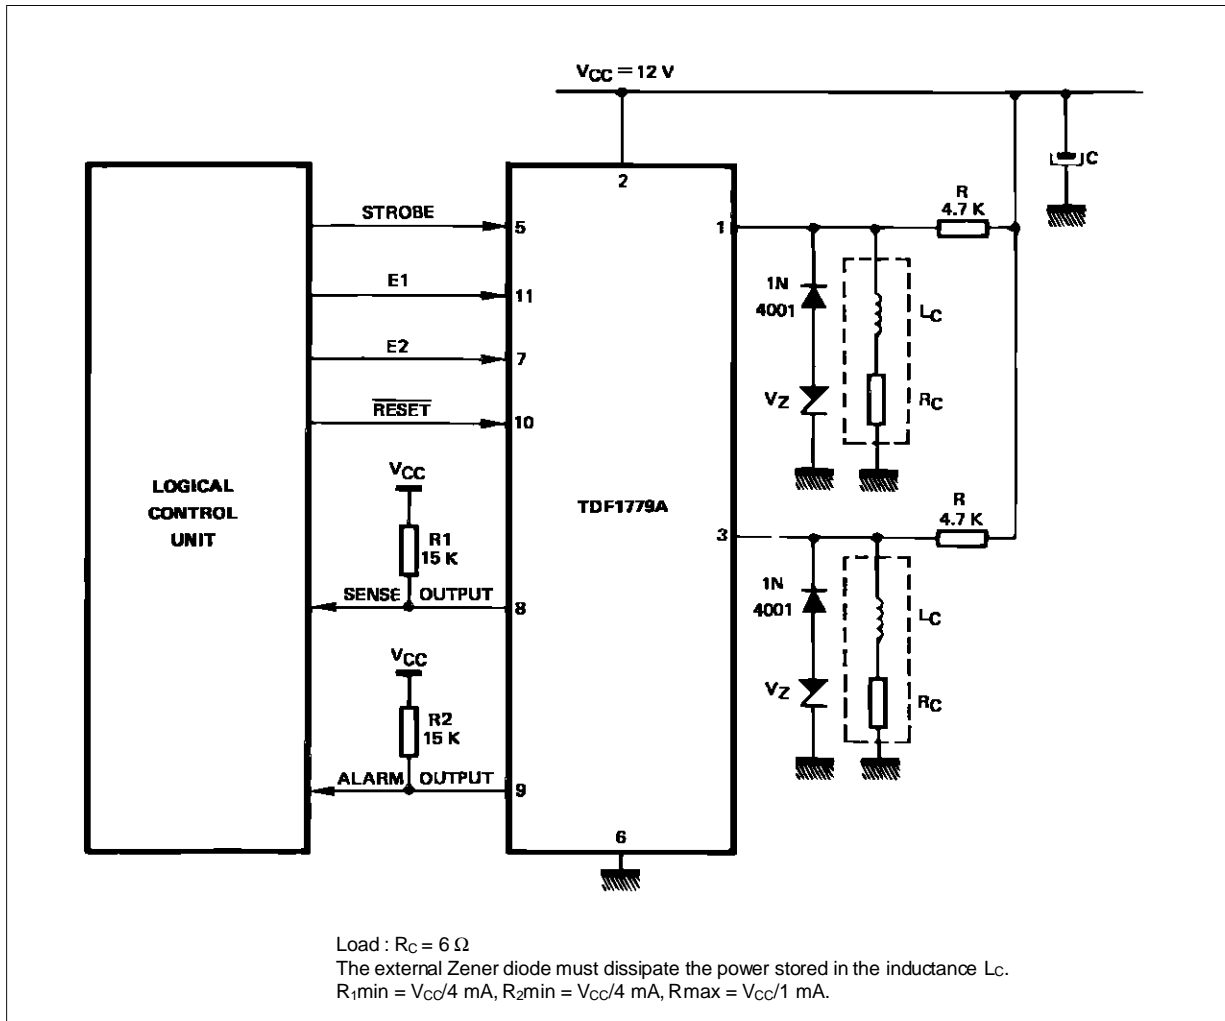 VCC = 12 V
2
C
STROBE
5
1
R
4.7 K
E1
11
1N
4001
LC
E2
7
VZ
RC
RESET
10
VCC
LOGICAL
CONTROL
UNIT
TDF1779A
R1
15 K
R
4.7 K
3
SENSE OUTPUT
8
1N
4001
LC
VCC
VZ
RC
R2
15 K
ALARM OUTPUT
9
6
Load : RC = 6 Ω
The external Zener diode must dissipate the power stored in the inductance LC.
R1min = VCC/4 mA, R2min = VCC/4 mA, Rmax = VCC/1 mA.